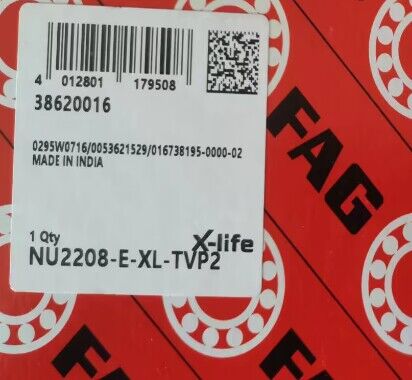 4 012801 179508
38620016
0295W0716/0053621529/016738195-0000-02
MADE IN INDIA
1 Qty
X-life
NU2208-E-XL-TVP2
FAG
FAG
FAG